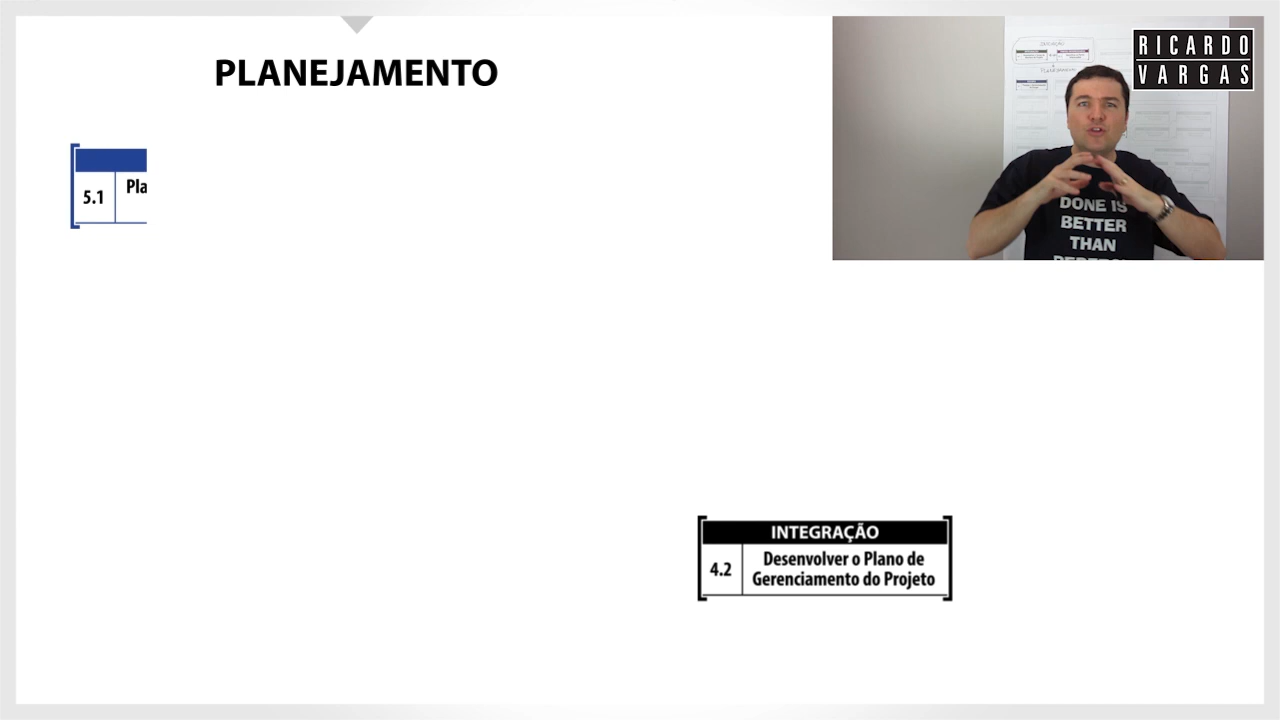 PLANEJAMENTO
RICARDO
VARGAS
5.1
Pla
DONE IS
BETTER
THAN
INTEGRAÇÃO
4.2
Desenvolver o Plano de
Gerenciamento do Projeto